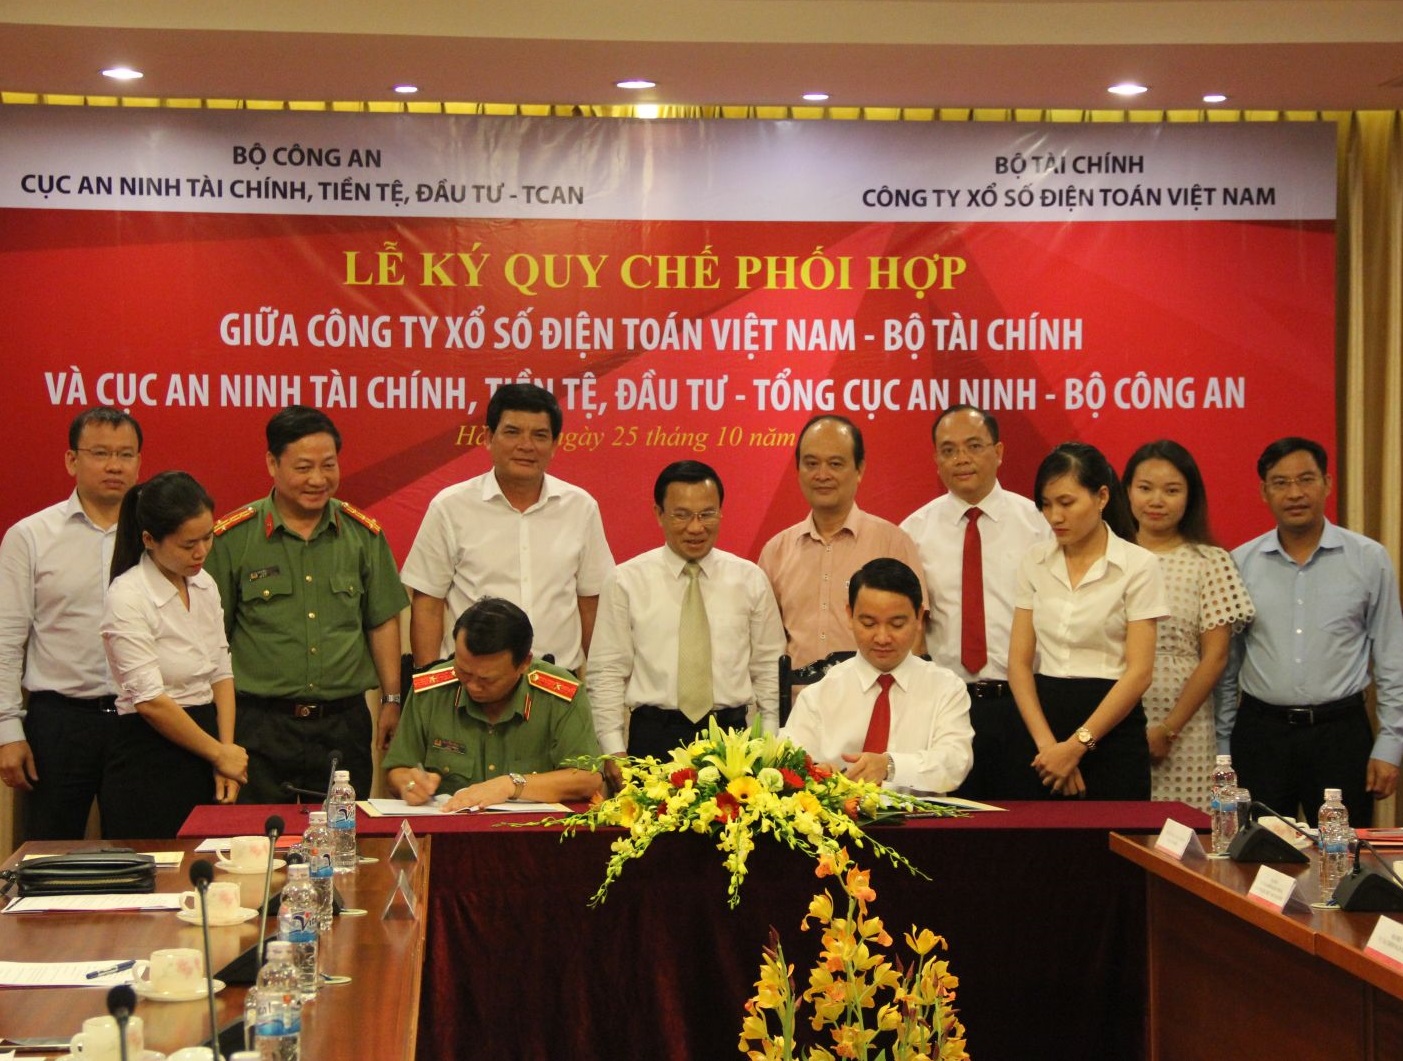 BỘ CÔNG AN
CỤC AN NINH TÀI CHÍNH, TIỀN TỆ, ĐẦU TƯ - TCAN
BỘ TÀI CHÍNH
CÔNG TY XỔ SỐ ĐIỆN TOÁN VIỆT NAM
LỄ KÝ QUY CHẾ PHỐI HỢP
GIỮA CÔNG TY XỔ SỐ ĐIỆN TOÁN VIỆT NAM - BỘ TÀI CHÍNH
VÀ CỤC AN NINH TÀI CHÍNH, TIỀN TỆ, ĐẦU TƯ - TỔNG CỤC AN NINH - BỘ CÔNG AN
ngày 25 tháng 10 năm